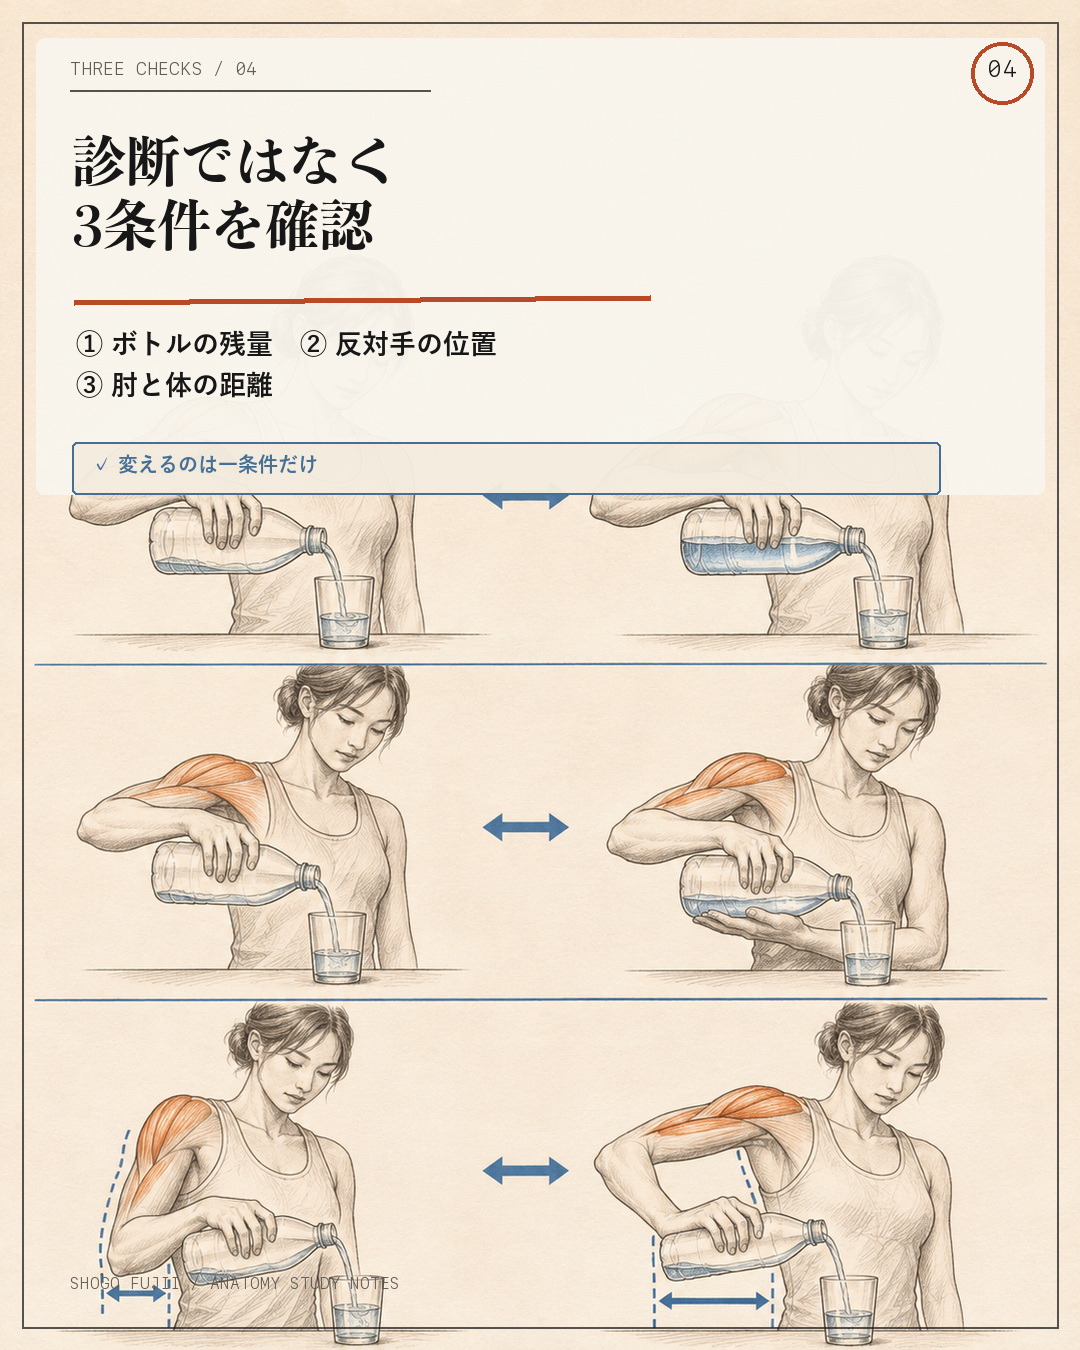 THREE CHECKS / 04
04
診断ではなく
3条件を確認
① ボトルの残量 ② 反対手の位置
③ 肘と体の距離
✓ 変えるのは一条件だけ
SHOGO FUJII / ANATOMY STUDY NOTES